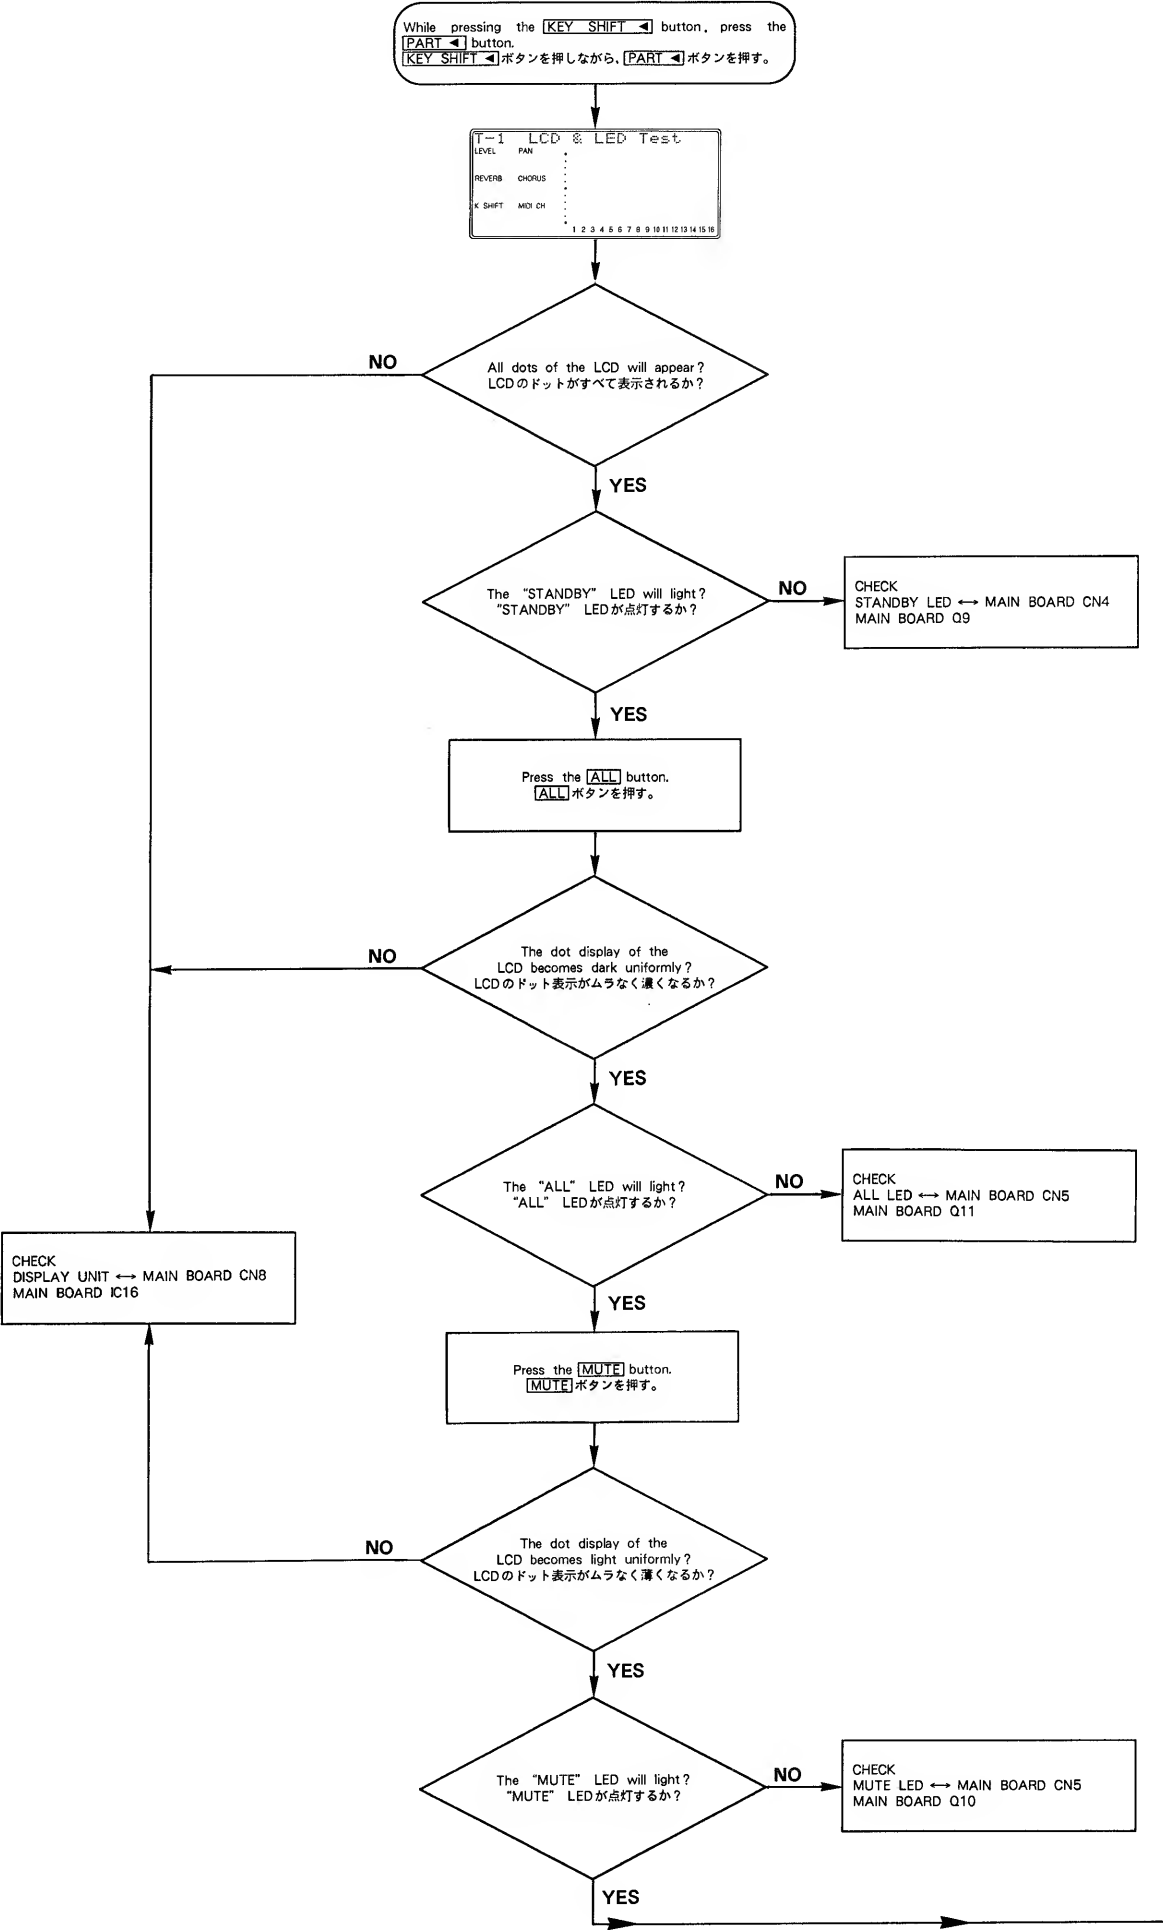 While pressing the KEY SHIFT ◀ button, press the
PART ◀ button.
KEY SHIFT ◀ ボタンを押しながら、PART ◀ ボタンを押す。
T-1 LCD & LED Test
LEVEL PAN
REVERB CHORUS
K SHIFT MIDI CH
1 2 3 4 5 6 7 8 9 10 11 12 13 14 15 16
NO
All dots of the LCD will appear?
LCDのドットがすべて表示されるか?
YES
The "STANDBY" LED will light?
"STANDBY" LEDが点灯するか?
NO
CHECK
STANDBY LED ↔ MAIN BOARD CN4
MAIN BOARD Q9
YES
Press the ALL button.
ALL ボタンを押す。
NO
The dot display of the
LCD becomes dark uniformly?
LCDのドット表示がムラなく濃くなるか?
YES
The "ALL" LED will light?
"ALL" LEDが点灯するか?
NO
CHECK
ALL LED ↔ MAIN BOARD CN5
MAIN BOARD Q11
CHECK
DISPLAY UNIT ↔ MAIN BOARD CN8
MAIN BOARD IC16
YES
Press the MUTE button.
MUTE ボタンを押す。
NO
The dot display of the
LCD becomes light uniformly?
LCDのドット表示がムラなく薄くなるか?
YES
The "MUTE" LED will light?
"MUTE" LEDが点灯するか?
NO
CHECK
MUTE LED ↔ MAIN BOARD CN5
MAIN BOARD Q10
YES